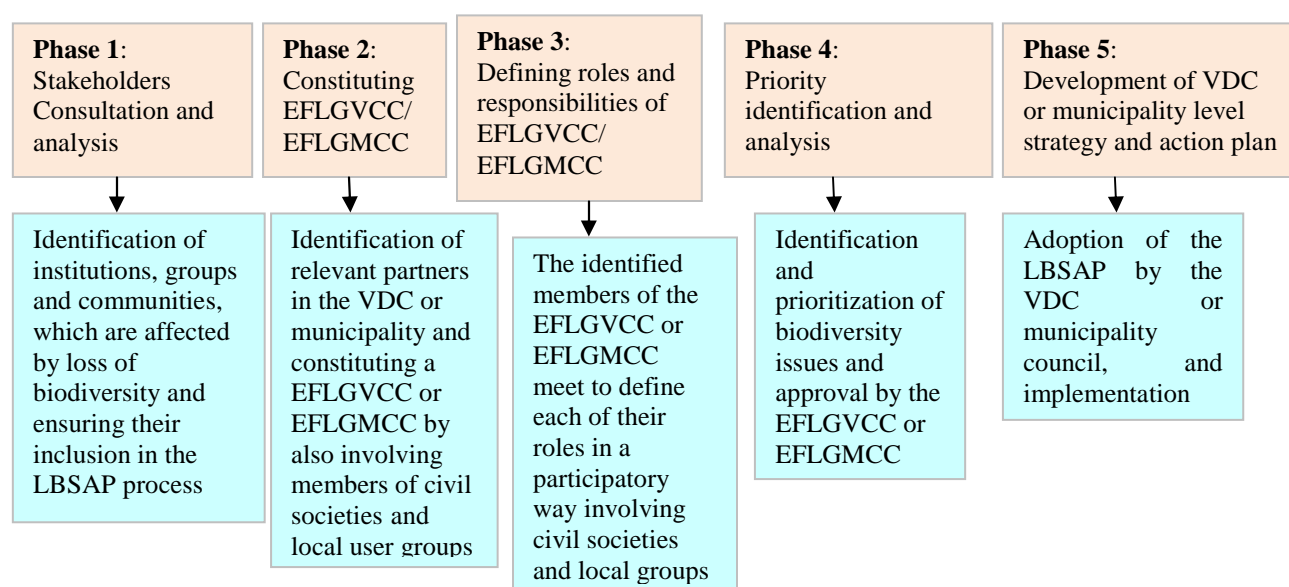 Phase 1:
Stakeholders
Consultation and
analysis
Identification of
institutions, groups
and communities,
which are affected
by loss of
biodiversity and
ensuring their
inclusion in the
LBSAP process
Phase 2:
Constituting
EFLGVCC/
EFLGMCC
Identification of
relevant partners
in the VDC or
municipality and
constituting a
EFLGVCC or
EFLGMCC by
also involving
members of civil
societies and
local user groups
Phase 3:
Defining roles and
responsibilities of
EFLGVCC/
EFLGMCC
The identified
members of the
EFLGVCC or
EFLGMCC
meet to define
each of their
roles in a
participatory
way involving
civil societies
and local groups
Phase 4:
Priority
identification and
analysis
Identification
and
prioritization of
biodiversity
issues and
approval by the
EFLGVCC or
EFLGMCC
Phase 5:
Development of VDC
or municipality level
strategy and action plan
Adoption of the
LBSAP by the
VDC or
municipality
council, and
implementation